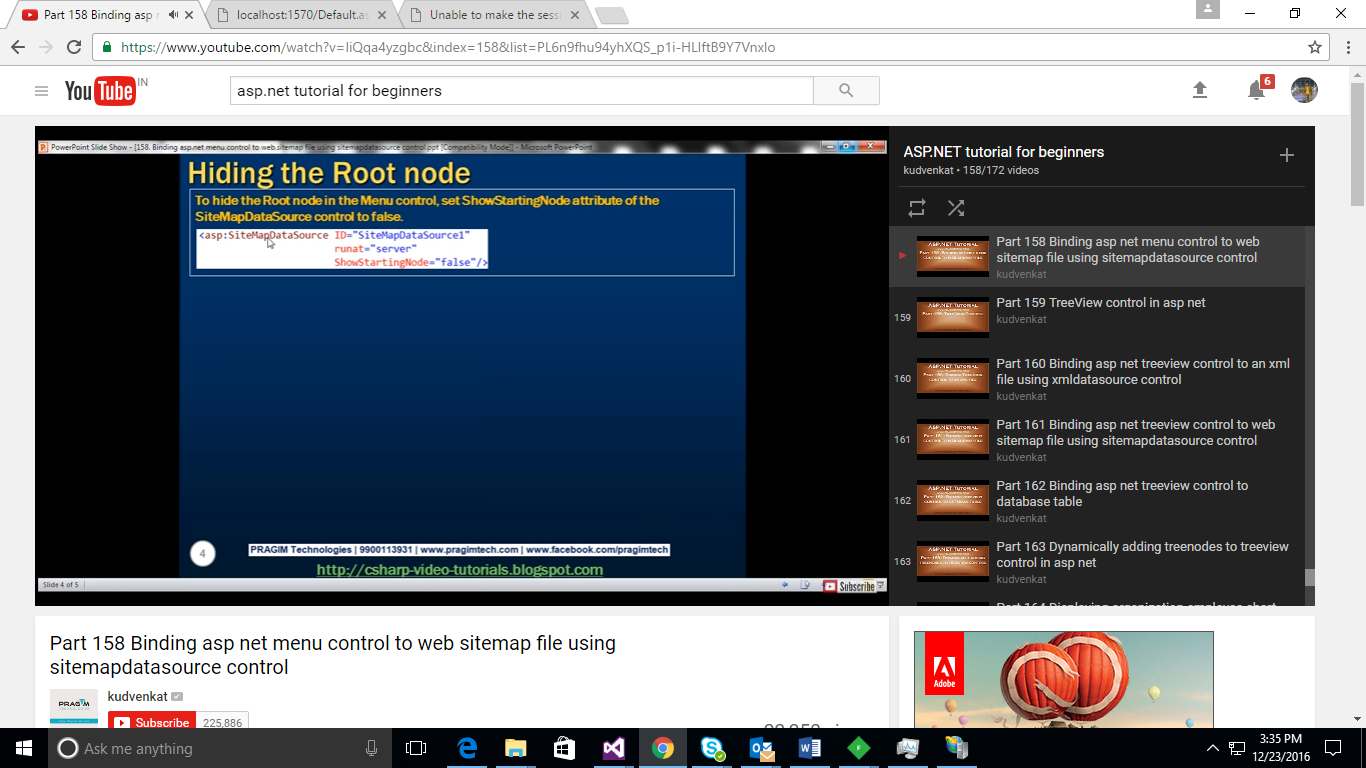 Part 158 Binding asp n
localhost:1570/Default.as
Unable to make the sessi
https://www.youtube.com/watch?v=IiQqa4yzgbc&index=158&list=PL6n9fhu94yhXQS_p1i-HLIftB9Y7Vnxlo
YouTube IN
asp.net tutorial for beginners
6
PowerPoint Slide Show - [158. Binding asp.net menu control to web.sitemap file using sitemapdatasource control.ppt [Compatibility Mode]] - Microsoft PowerPoint
Hiding the Root node
To hide the Root node in the Menu control, set ShowStartingNode attribute of the
SiteMapDataSource control to false.
<asp:SiteMapDataSource ID="SiteMapDataSource1"
runat="server"
ShowStartingNode="false"/>
4
PRAGIM Technologies | 9900113931 | www.pragimtech.com | www.facebook.com/pragimtech
http://csharp-video-tutorials.blogspot.com
Slide 4 of 5
Subscribe
ASP.NET tutorial for beginners
kudvenkat • 158/172 videos
Part 158 Binding asp net menu control to web
sitemap file using sitemapdatasource control
kudvenkat
159
Part 159 TreeView control in asp net
kudvenkat
160
Part 160 Binding asp net treeview control to an xml
file using xmldatasource control
kudvenkat
161
Part 161 Binding asp net treeview control to web
sitemap file using sitemapdatasource control
kudvenkat
162
Part 162 Binding asp net treeview control to
database table
kudvenkat
163
Part 163 Dynamically adding treenodes to treeview
control in asp net
kudvenkat
Part 158 Binding asp net menu control to web sitemap file using
sitemapdatasource control
PRAGIM
kudvenkat
Subscribe 225,886
Adobe
Ask me anything
3:35 PM
12/23/2016